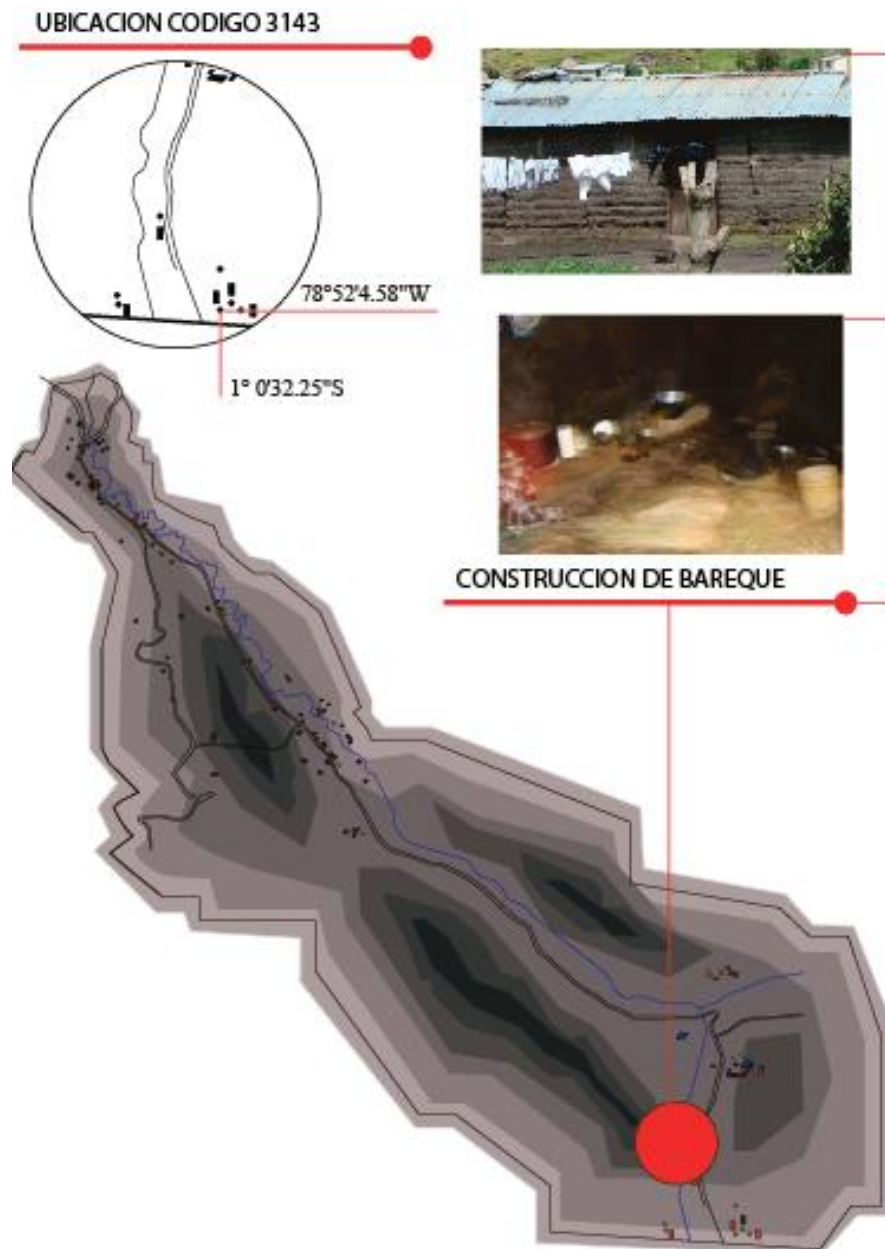 UBICACION CODIGO 3143
78°52'4.58"W
1° 0'32.25"S
CONSTRUCCION DE BAREQUE